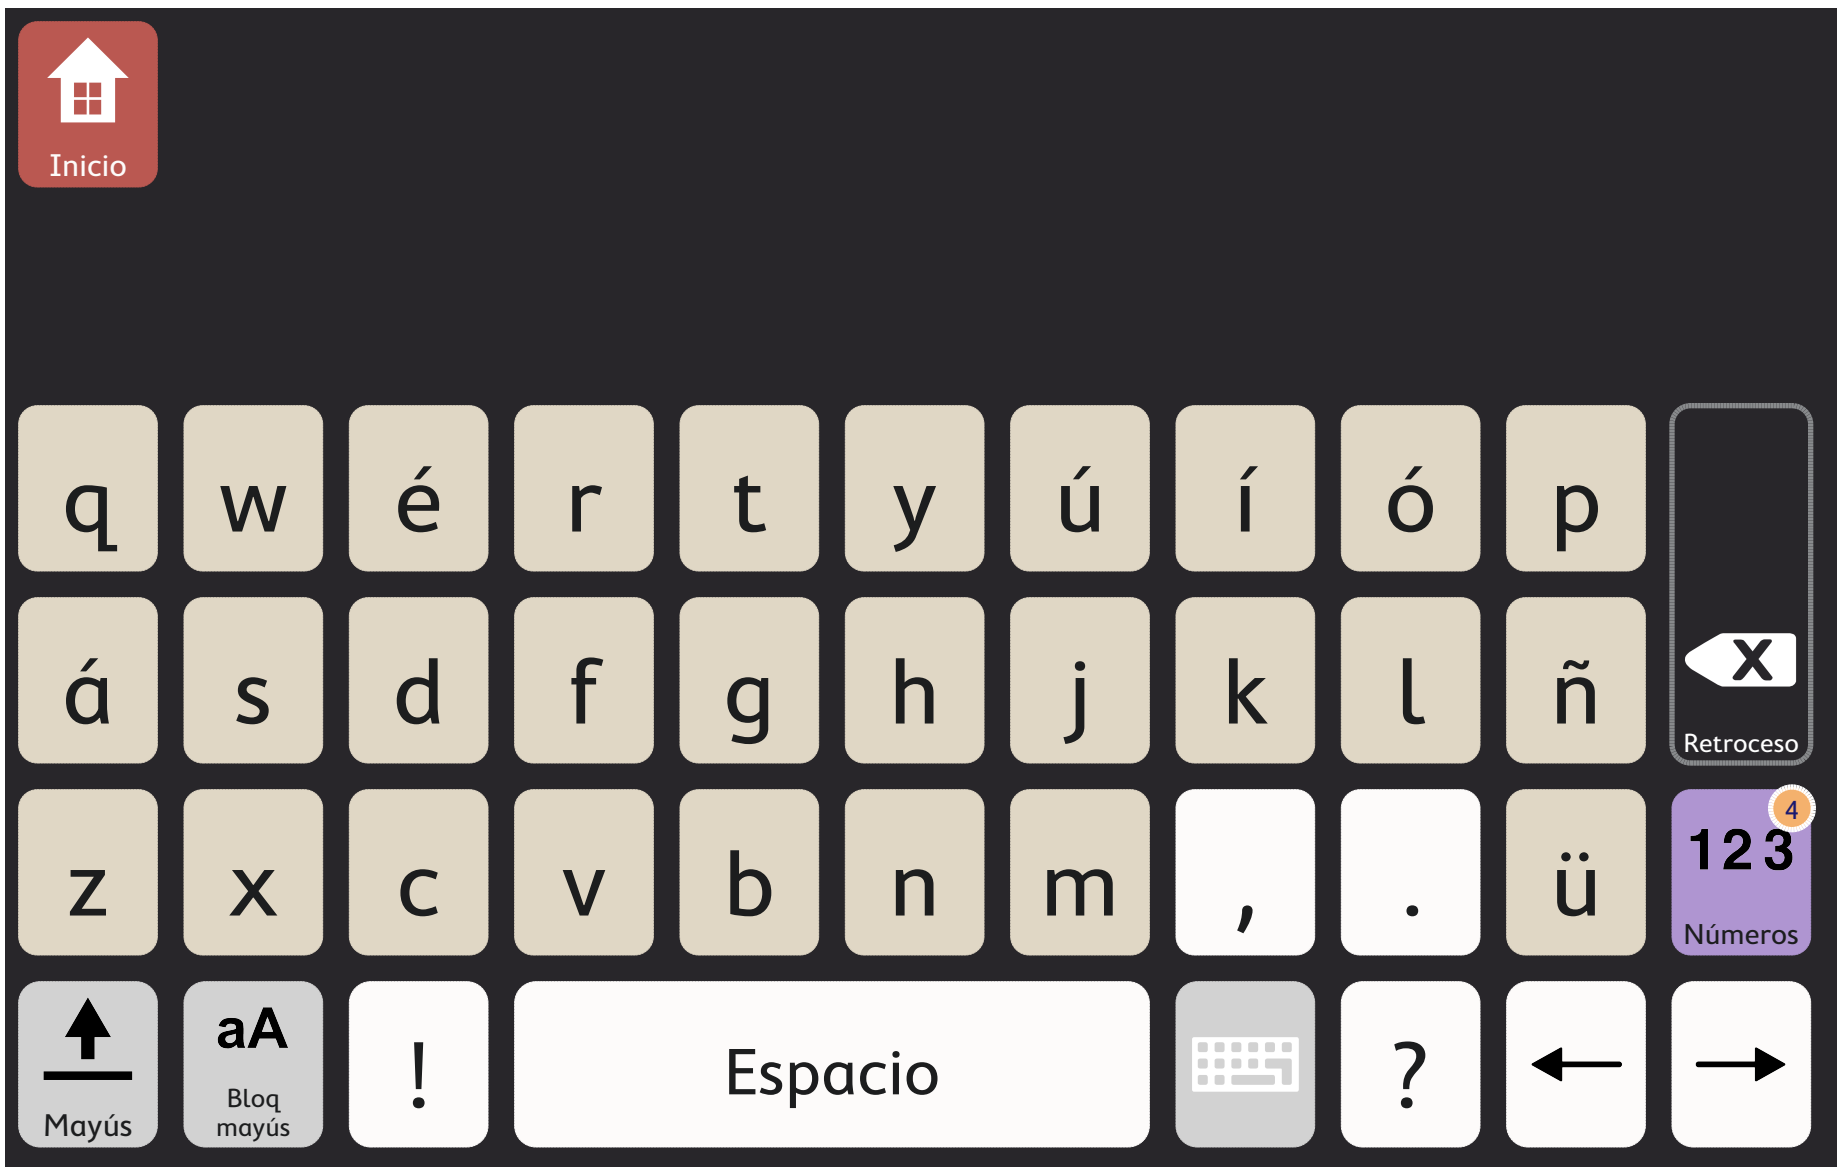 Inicio
q w é r t y ú í ó p
á s d f g h j k l ñ X
Retroceso
z x c v b n m , . ü 123 4
Números
Mayús aA Bloq mayús ! Espacio ? ← →